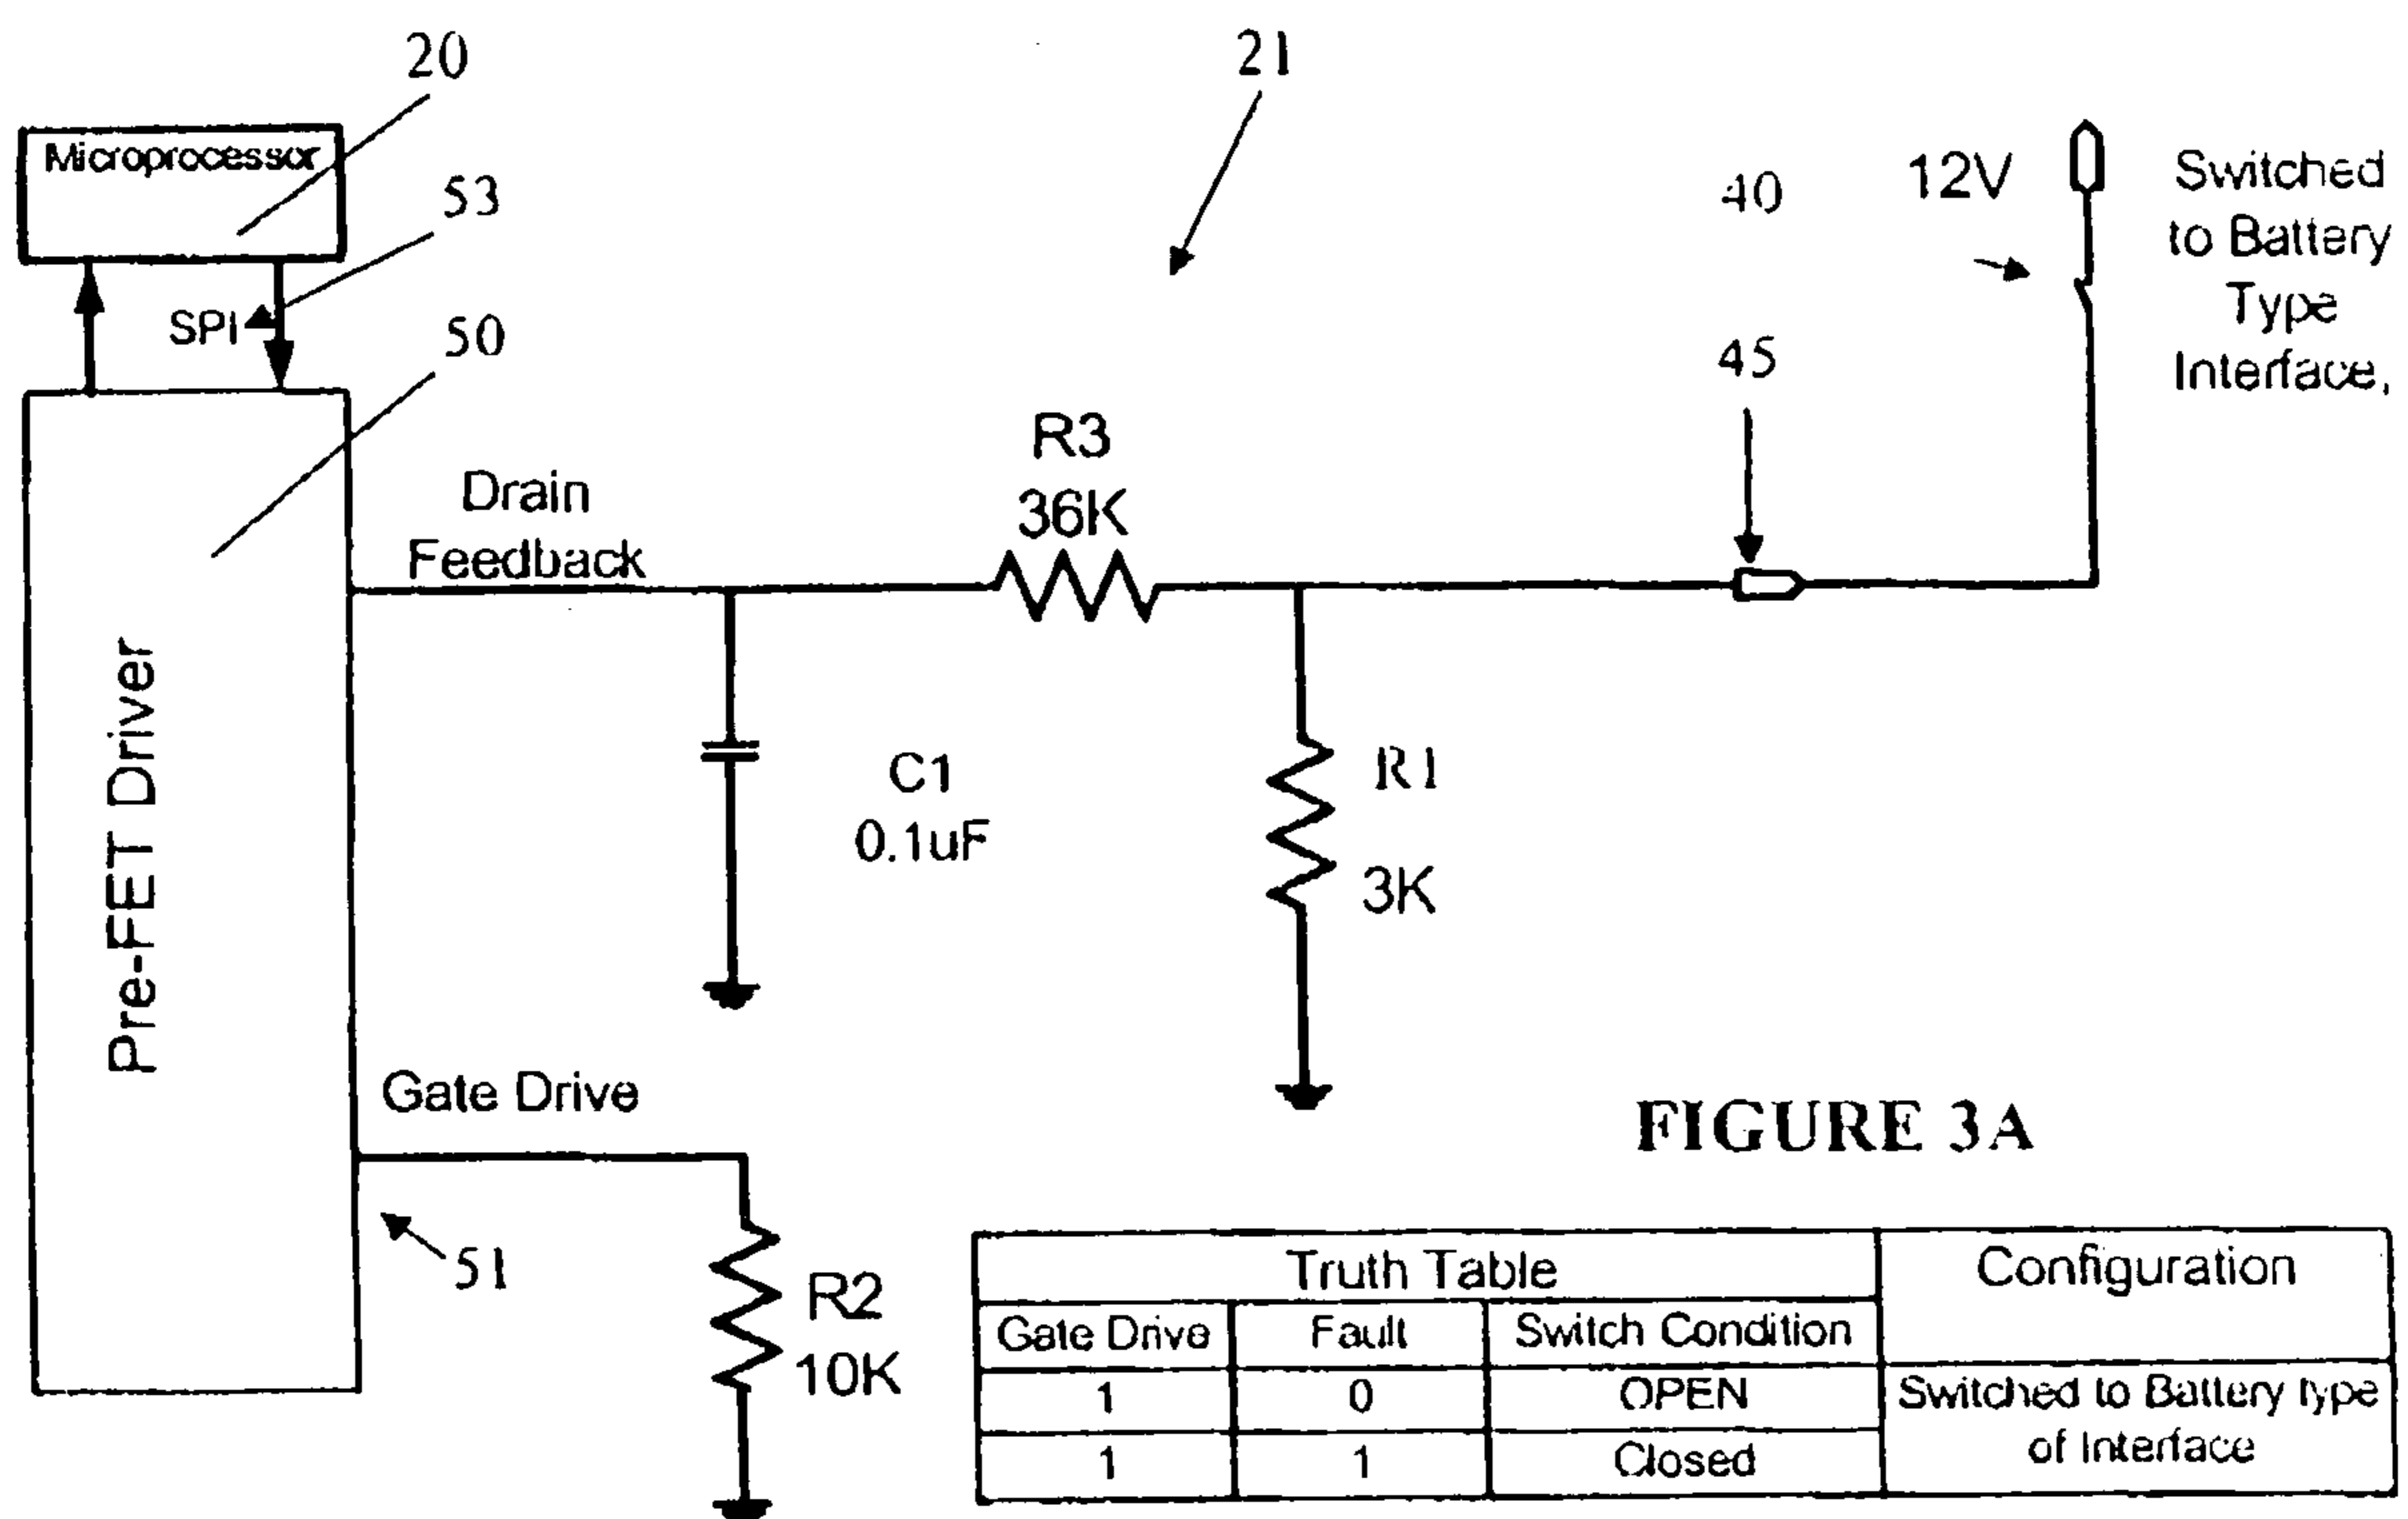 20
21
Microprocessor
53
40
12V
Switched
to Battery
Type
Interface,
SPI
50
45
R3
36K
Drain
Feedback
Pre-FET Driver
C1
0.1uF
R1
3K
Gate Drive
51
R2
10K
FIGURE 3A
Truth Table
Configuration
Gate Drive
Fault
Switch Condition
1
0
OPEN
Switched to Battery type
of Interface
1
1
Closed